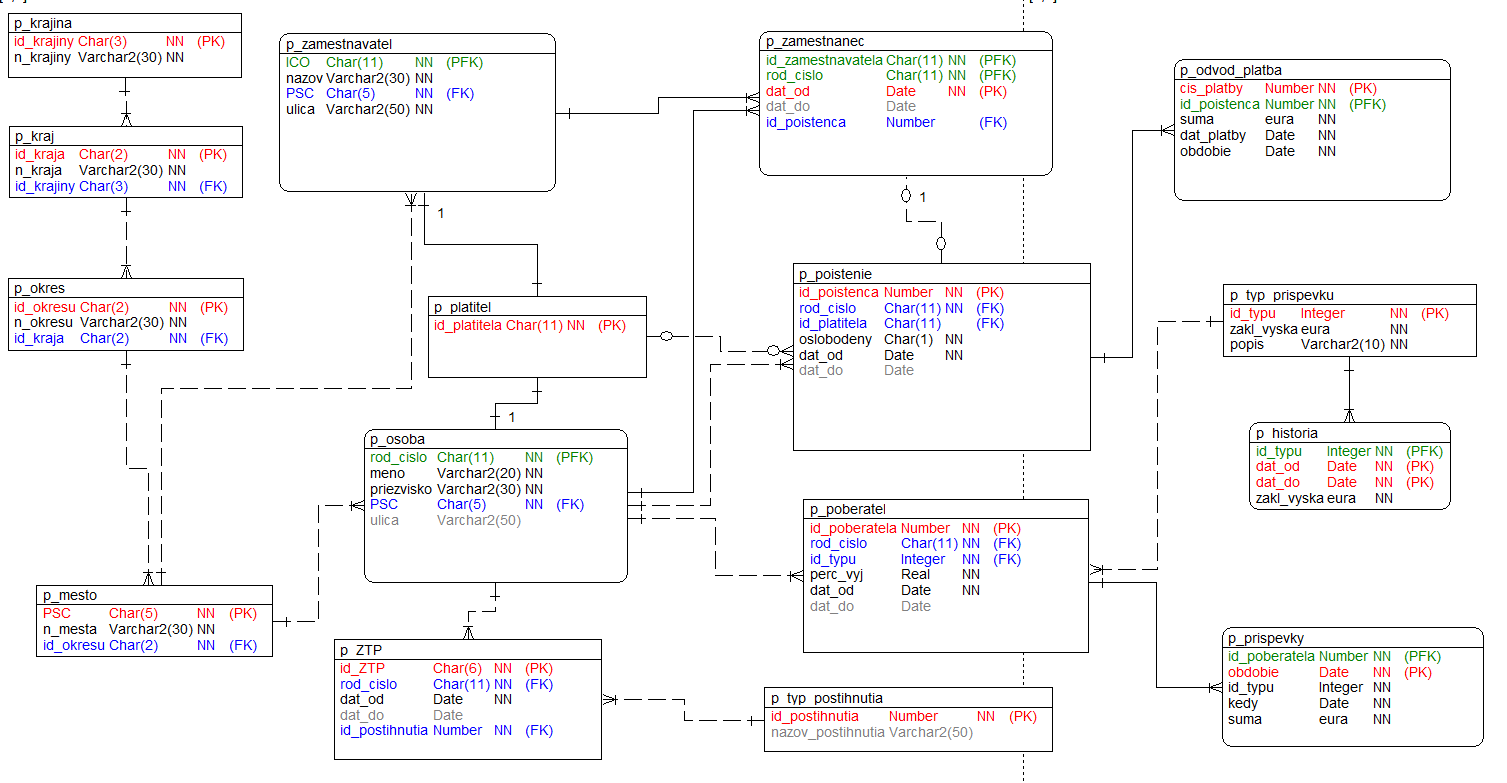 p_krajina
id_krajiny Char(3) NN (PK)
n_krajiny Varchar2(30) NN
p_kraj
id_kraja Char(2) NN (PK)
n_kraja Varchar2(30) NN
id_krajiny Char(3) NN (FK)
p_okres
id_okresu Char(2) NN (PK)
n_okresu Varchar2(30) NN
id_kraja Char(2) NN (FK)
p_mesto
PSC Char(5) NN (PK)
n_mesta Varchar2(30) NN
id_okresu Char(2) NN (FK)
p_zamestnavatel
ICO Char(11) NN (PFK)
nazov Varchar2(30) NN
PSC Char(5) NN (FK)
ulica Varchar2(50) NN
1
p_platitel
id_platitela Char(11) NN (PK)
1
p_osoba
rod_cislo Char(11) NN (PFK)
meno Varchar2(20) NN
priezvisko Varchar2(30) NN
PSC Char(5) NN (FK)
ulica Varchar2(50)
p_ZTP
id_ZTP Char(6) NN (PK)
rod_cislo Char(11) NN (FK)
dat_od Date NN
dat_do Date
id_postihnutia Number NN (FK)
p_zamestnanec
id_zamestnavatela Char(11) NN (PFK)
rod_cislo Char(11) NN (PFK)
dat_od Date NN (PK)
dat_do Date
id_poistenca Number (FK)
1
p_poistenie
id_poistenca Number NN (PK)
rod_cislo Char(11) NN (FK)
id_platitela Char(11) (FK)
oslobodeny Char(1) NN
dat_od Date NN
dat_do Date
p_poberatel
id_poberatela Number NN (PK)
rod_cislo Char(11) NN (FK)
id_typu Integer NN (FK)
perc_vyj Real NN
dat_od Date NN
dat_do Date
p_typ_postihnutia
id_postihnutia Number NN (PK)
nazov_postihnutia Varchar2(50)
p_odvod_platba
cis_platby Number NN (PK)
id_poistenca Number NN (PFK)
suma eura NN
dat_platby Date NN
obdobie Date NN
p_typ_prispevku
id_typu Integer NN (PK)
zakl_vyska eura NN
popis Varchar2(10) NN
p_historia
id_typu Integer NN (PFK)
dat_od Date NN (PK)
dat_do Date NN (PK)
zakl_vyska eura NN
p_prispevky
id_poberatela Number NN (PFK)
obdobie Date NN (PK)
id_typu Integer NN
kedy Date NN
suma eura NN